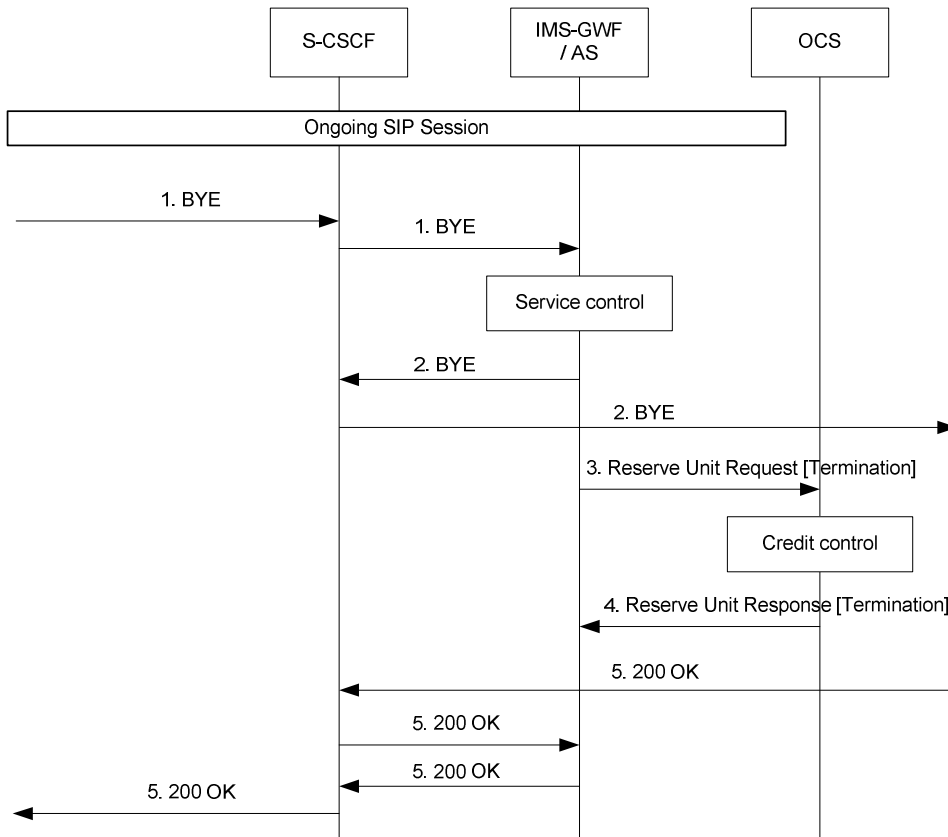 S-CSCF
IMS-GWF
/ AS
OCS
Ongoing SIP Session
1. BYE
1. BYE
Service control
2. BYE
2. BYE
3. Reserve Unit Request [Termination]
Credit control
4. Reserve Unit Response [Termination]
5. 200 OK
5. 200 OK
5. 200 OK
5. 200 OK